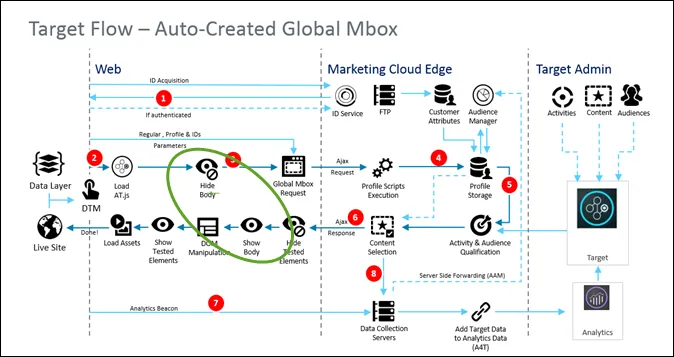 Target Flow – Auto-Created Global Mbox
Web
Marketing Cloud Edge
Target Admin
ID Acquisition
1
If authenticated
ID Service
FTP
Customer
Attributes
Audience
Manager
Activities
Content
Audiences
Regular , Profile & IDs
Parameters
2
3
4
5
Data Layer
DTM
Load
AT.js
Hide
Body
Global Mbox
Request
Ajax
Request
Profile Scripts
Execution
Profile
Storage
Live Site
Done!
Load Assets
Show
Tested
Elements
DOM
Manipulation
Show
Body
Hide
Tested
Elements
Ajax
Response
6
Content
Selection
Activity & Audience
Qualification
Target
8
Server Side Forwarding (AAM)
Analytics Beacon
7
Data Collection
Servers
Add Target Data
to Analytics Data
(A4T)
Analytics